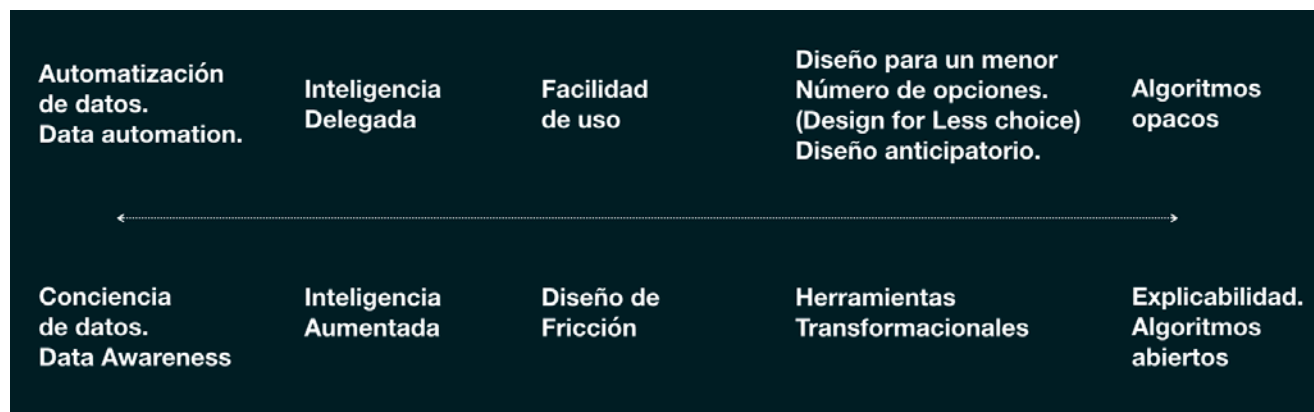 Automatización
de datos.
Data automation.
Inteligencia
Delegada
Facilidad
de uso
Diseño para un menor
Número de opciones.
(Design for Less choice)
Diseño anticipatorio.
Algoritmos
opacos
Conciencia
de datos.
Data Awareness
Inteligencia
Aumentada
Diseño de
Fricción
Herramientas
Transformacionales
Explicabilidad.
Algoritmos
abiertos